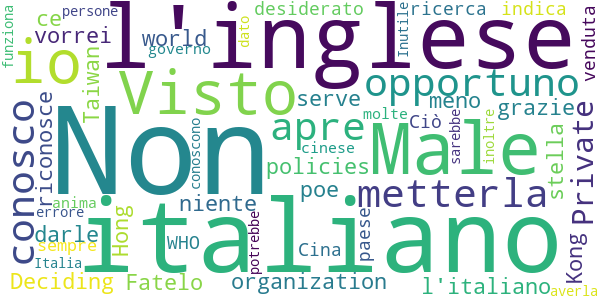 funziona persone desiderato ricerca indica
ce l'inglese
vorrei world Inutile venduta
governo dato
io Visto opportuno
Taiwan serve meno grazie
riconosce apre molte Ciò sarebbe inoltre Private
conosco Non conoscono cinese Male stella
policies
anima niente poe metterla
errore italiano
darle Hong WHO Cina paese Kong
sempre potrebbe
Italia organization
Deciding Fatelo l'italiano averla